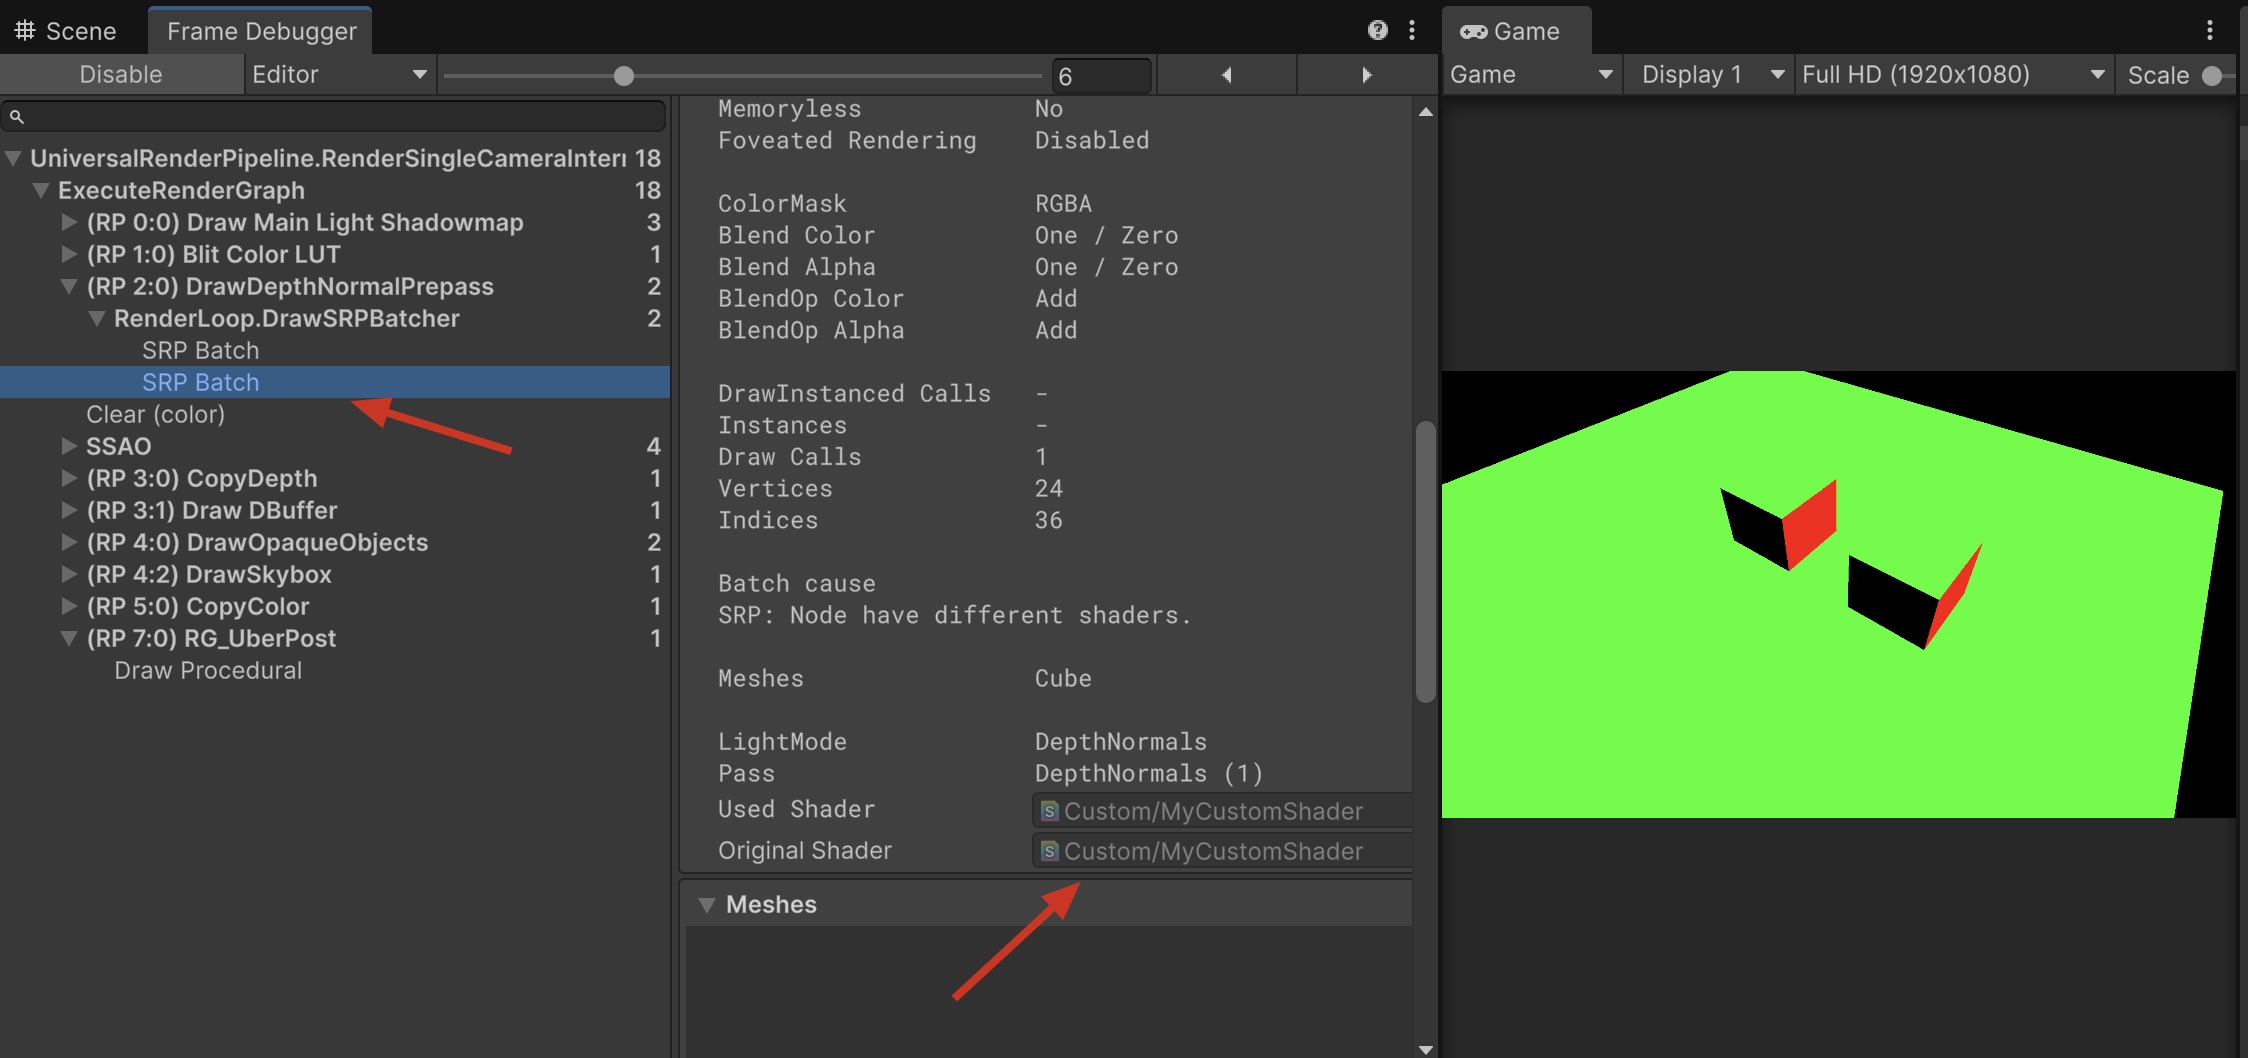 Scene
Frame Debugger
Game
Disable
Editor
6
Game
Display 1
Full HD (1920x1080)
Scale
UniversalRenderPipeline.RenderSingleCameraIntern 18
ExecuteRenderGraph 18
(RP 0:0) Draw Main Light Shadowmap 3
(RP 1:0) Blit Color LUT 1
(RP 2:0) DrawDepthNormalPrepass 2
RenderLoop.DrawSRPBatcher 2
SRP Batch
SRP Batch
Clear (color)
SSAO 4
(RP 3:0) CopyDepth 1
(RP 3:1) Draw DBuffer 1
(RP 4:0) DrawOpaqueObjects 2
(RP 4:2) DrawSkybox 1
(RP 5:0) CopyColor 1
(RP 7:0) RG_UberPost 1
Draw Procedural
Memoryless No
Foveated Rendering Disabled
ColorMask RGBA
Blend Color One / Zero
Blend Alpha One / Zero
BlendOp Color Add
BlendOp Alpha Add
DrawInstanced Calls -
Instances -
Draw Calls 1
Vertices 24
Indices 36
Batch cause
SRP: Node have different shaders.
Meshes Cube
LightMode DepthNormals
Pass DepthNormals (1)
Used Shader Custom/MyCustomShader
Original Shader Custom/MyCustomShader
Meshes